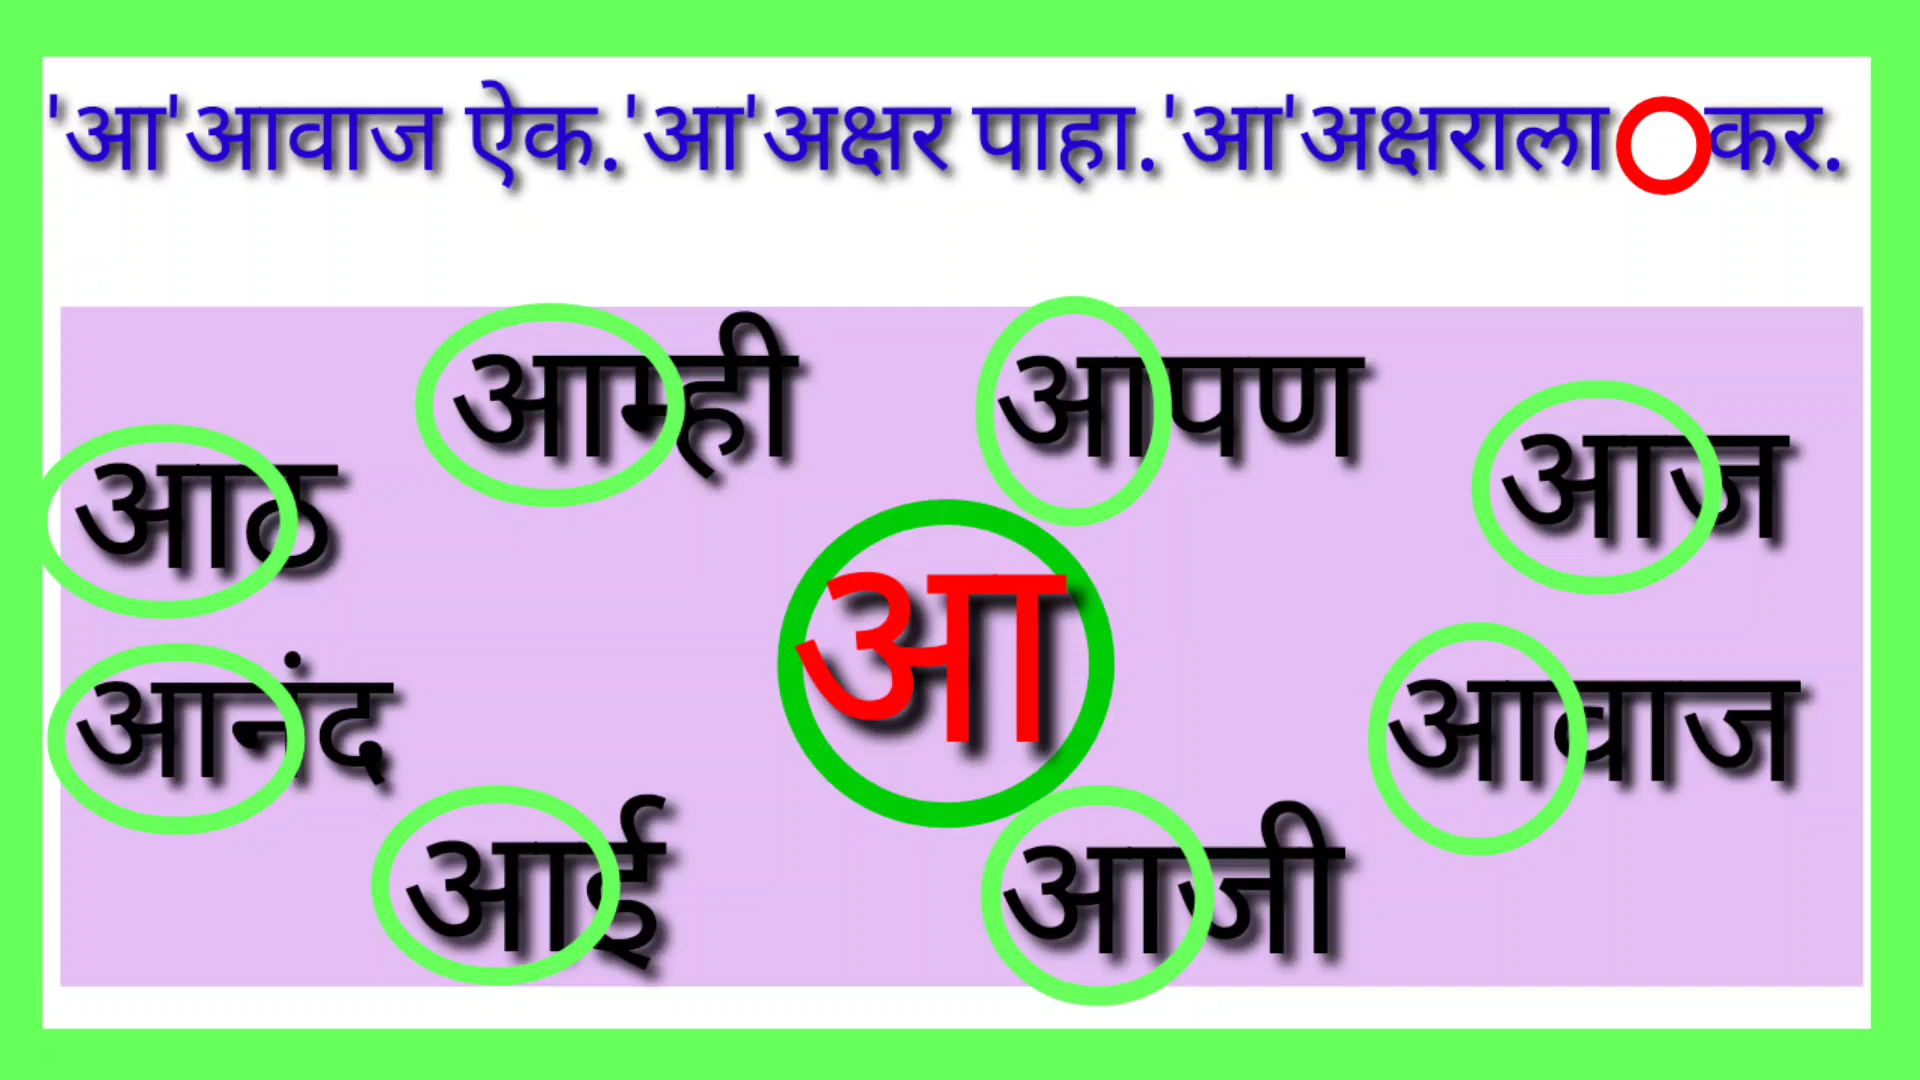 'आ'आवाज ऐक.'आ'अक्षर पाहा.'आ'अक्षराला कर.
आम्ही आपण
आठ आज
आ
आनंद आवाज
आई आजी